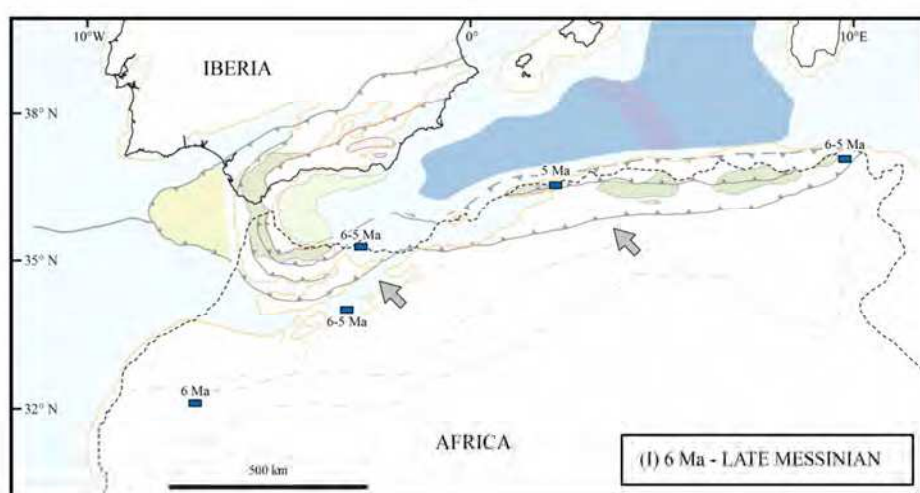 10°W
0°
10°E
IBERIA
38° N
6-5 Ma
5 Ma
6-5 Ma
35°N
6-5 Ma
6 Ma
32°N
AFRICA
500 km
(I) 6 Ma - LATE MESSINIAN